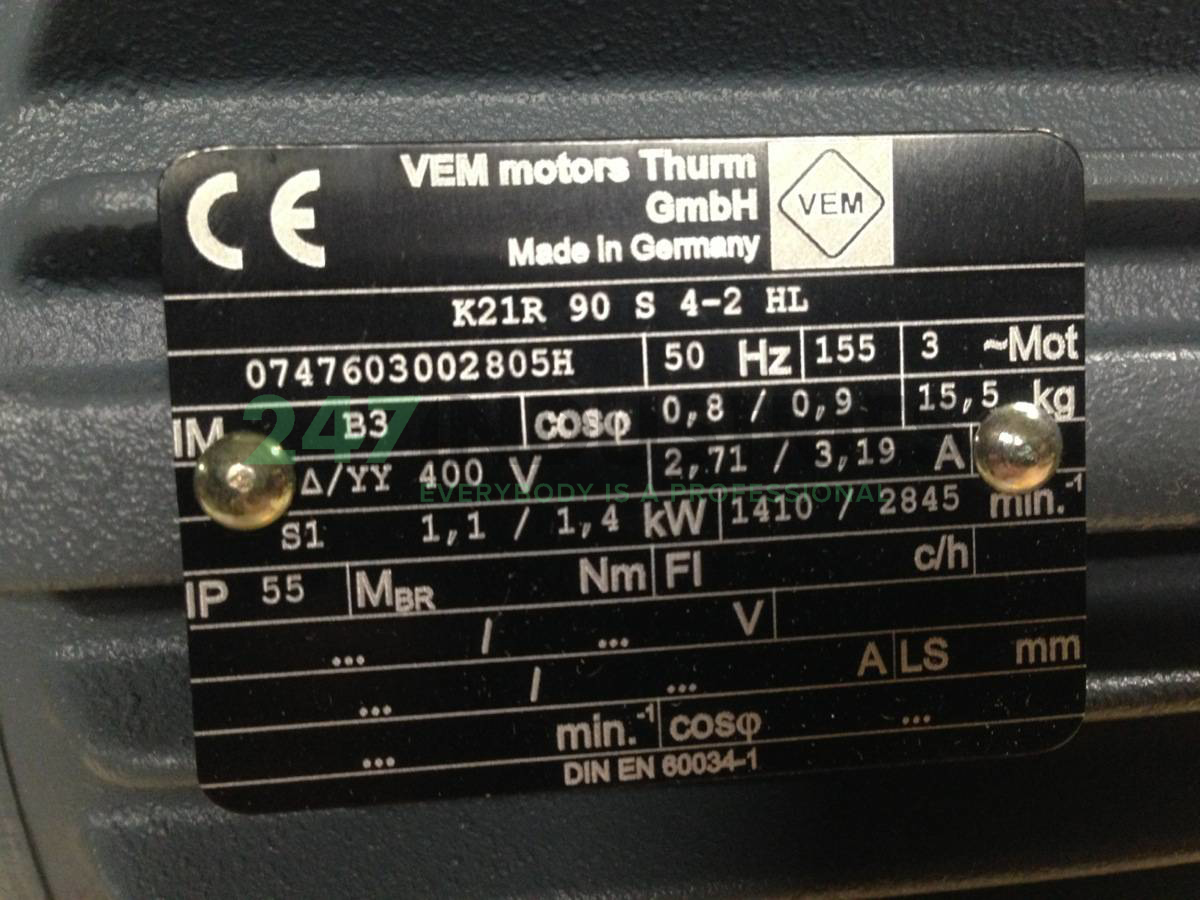 CE VEM motors Thurm
GmbH
Made in Germany
VEM
K21R 90 S 4-2 HL
0747603002805H 50 Hz 155 3 ~Mot
IM B3 cosφ 0,8 / 0,9 15,5 kg
Δ/YY 400 V 2,71 / 3,19 A
S1 1,1 / 1,4 kW 1410 / 2845 min.-1
IP 55 MBR Nm FI c/h
... / ... V
... / ... A LS mm
... min.-1 cosφ ...
DIN EN 60034-1
247
EVERYBODY IS A PROFESSIONAL